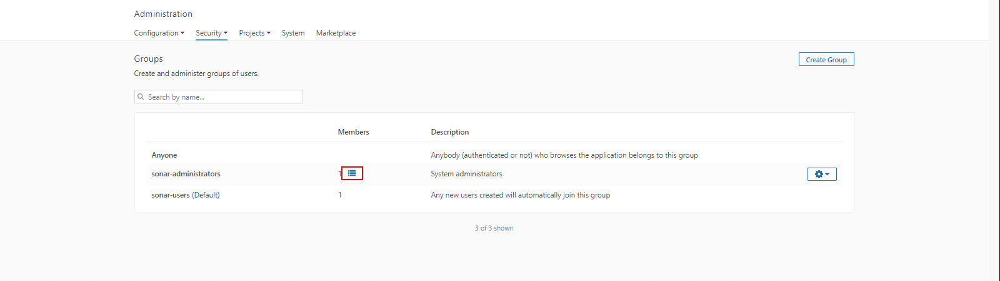 Administration
Configuration Security Projects System Marketplace
Groups
Create Group
Create and administer groups of users.
Search by name...
Members Description
Anyone Anybody (authenticated or not) who browses the application belongs to this group
sonar-administrators 1 System administrators
sonar-users (Default) 1 Any new users created will automatically join this group
3 of 3 shown